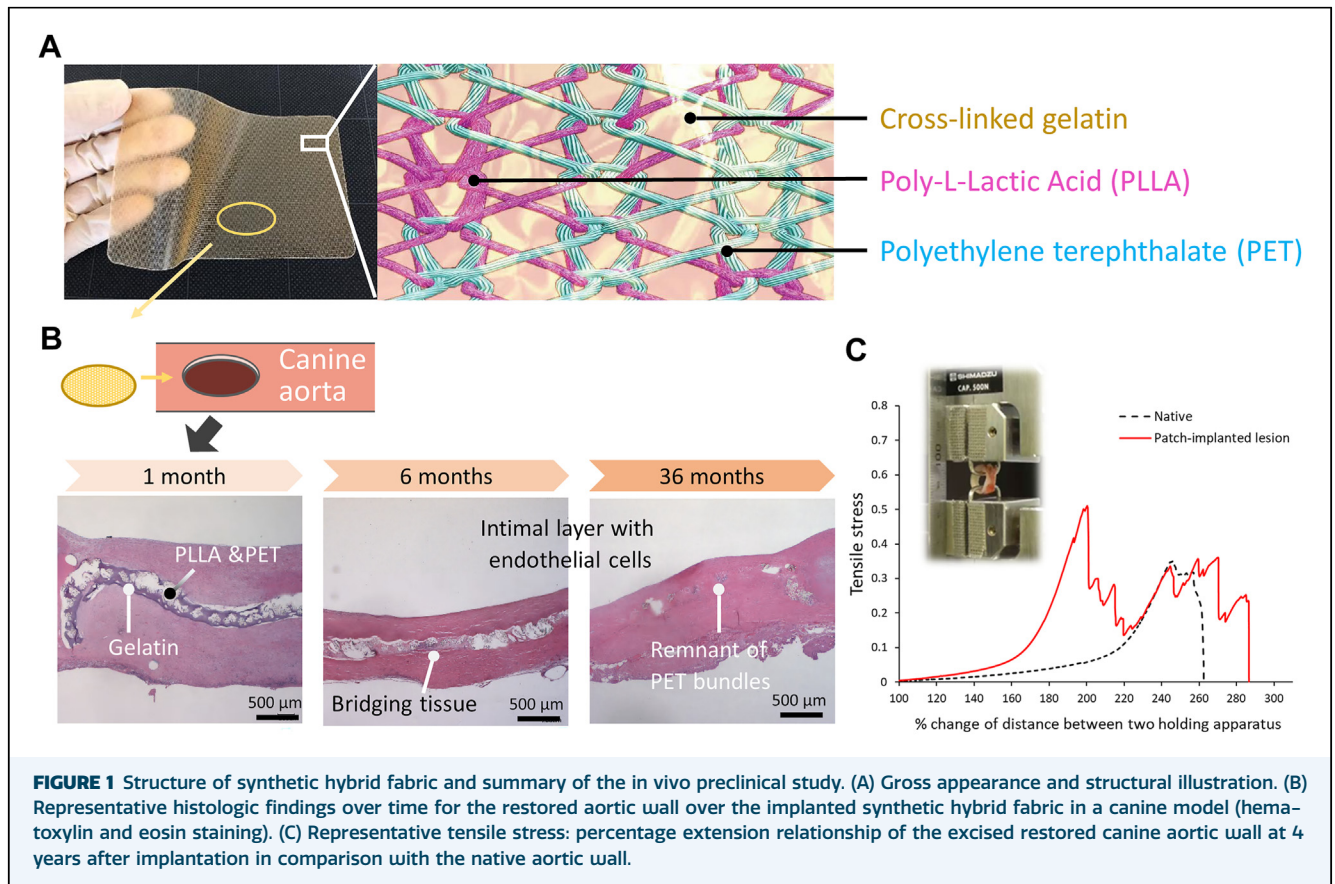 A
Cross-linked gelatin
Poly-L-Lactic Acid (PLLA)
Polyethylene terephthalate (PET)
B
Canine
aorta
1 month
6 months
36 months
PLLA &PET
Gelatin
500 μm
Intimal layer with
endothelial cells
Bridging tissue
500 μm
Remnant of
PET bundles
500 μm
C
SHIMADZU
CAP. 500N
Native
Patch-implanted lesion
Tensile stress
0.8
0.7
0.6
0.5
0.4
0.3
0.2
0.1
0
100 120 140 160 180 200 220 240 260 280 300
% change of distance between two holding apparatus
FIGURE 1 Structure of synthetic hybrid fabric and summary of the in vivo preclinical study. (A) Gross appearance and structural illustration. (B)
Representative histologic findings over time for the restored aortic wall over the implanted synthetic hybrid fabric in a canine model (hema-
toxylin and eosin staining). (C) Representative tensile stress: percentage extension relationship of the excised restored canine aortic wall at 4
years after implantation in comparison with the native aortic wall.